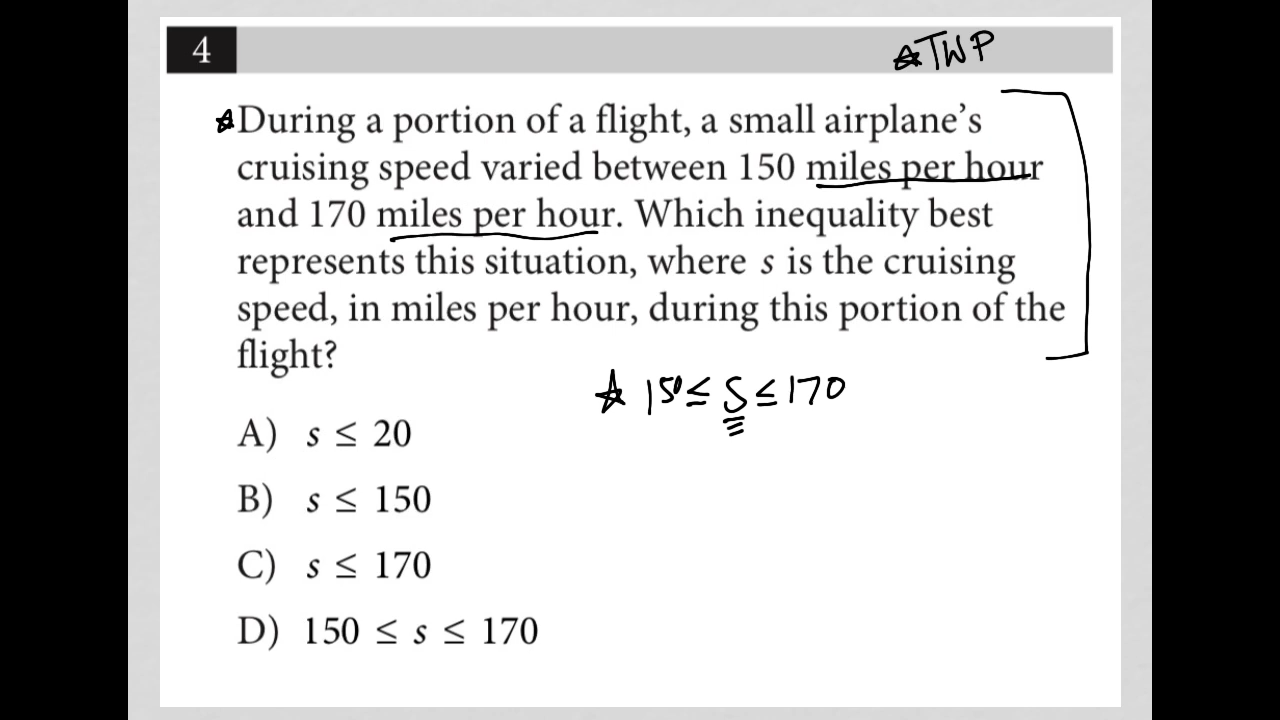 4
☆TWP
☆During a portion of a flight, a small airplane’s
cruising speed varied between 150 miles per hour
and 170 miles per hour. Which inequality best
represents this situation, where s is the cruising
speed, in miles per hour, during this portion of the
flight?
☆ 150 ≤ S ≤ 170
A) s ≤ 20
B) s ≤ 150
C) s ≤ 170
D) 150 ≤ s ≤ 170